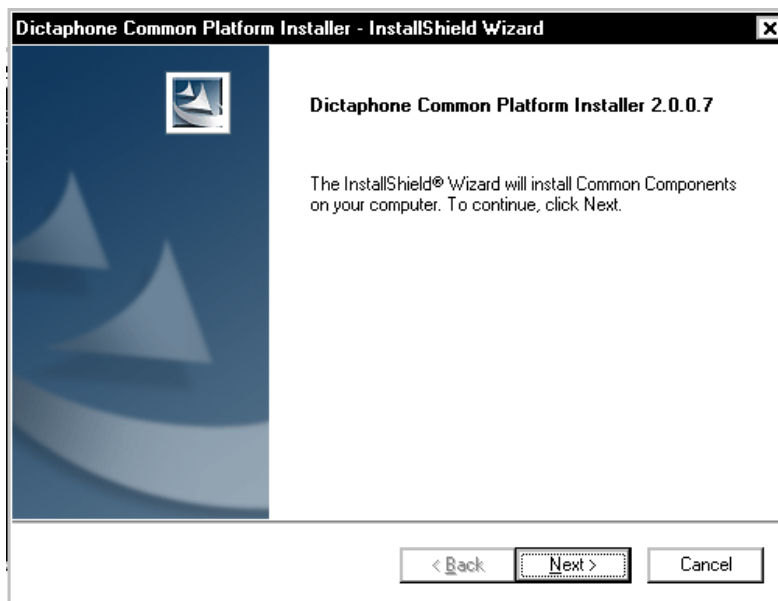 Dictaphone Common Platform Installer - InstallShield Wizard
Dictaphone Common Platform Installer 2.0.0.7
The InstallShield® Wizard will install Common Components
on your computer. To continue, click Next.
< Back Next > Cancel